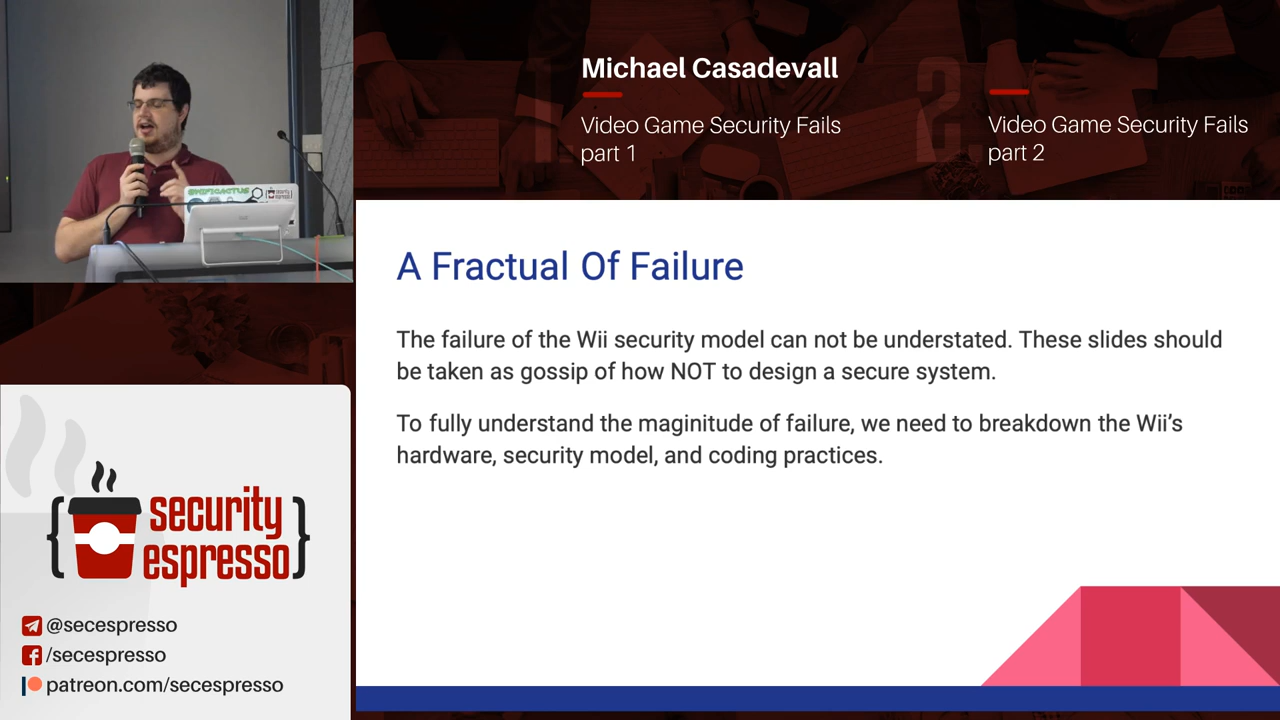 Michael Casadevall
Video Game Security Fails
part 1
Video Game Security Fails
part 2
A Fractual Of Failure
The failure of the Wii security model can not be understated. These slides should
be taken as gossip of how NOT to design a secure system.
To fully understand the maginitude of failure, we need to breakdown the Wii's
hardware, security model, and coding practices.
security
espresso
@secespresso
/secespresso
patreon.com/secespresso